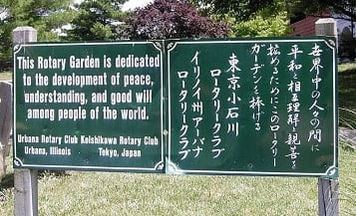 This Rotary Garden is dedicated
to the development of peace,
understanding, and good will
among people of the world.
Urbana Rotary Club Koishikawa Rotary Club
Urbana, Illinois Tokyo, Japan
世界中の人々の間に
平和と相互理解と親善を
拡めるためにこのロータリー
ガーデンを捧げる
東京小石川
ロータリークラブ
イリノイ州アーバナ
ロータリークラブ